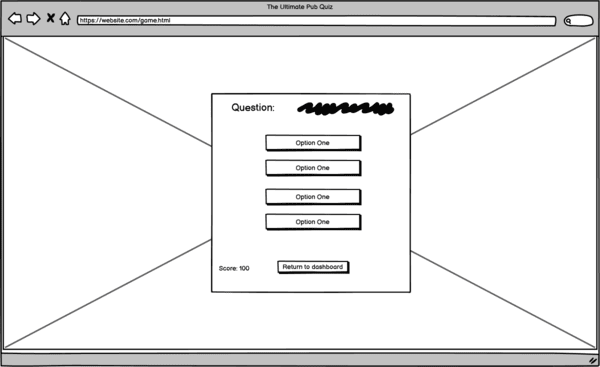 The Ultimate Pub Quiz
https://website.com/game.html
Question:
Option One
Option One
Option One
Option One
Score: 100
Return to dashboard